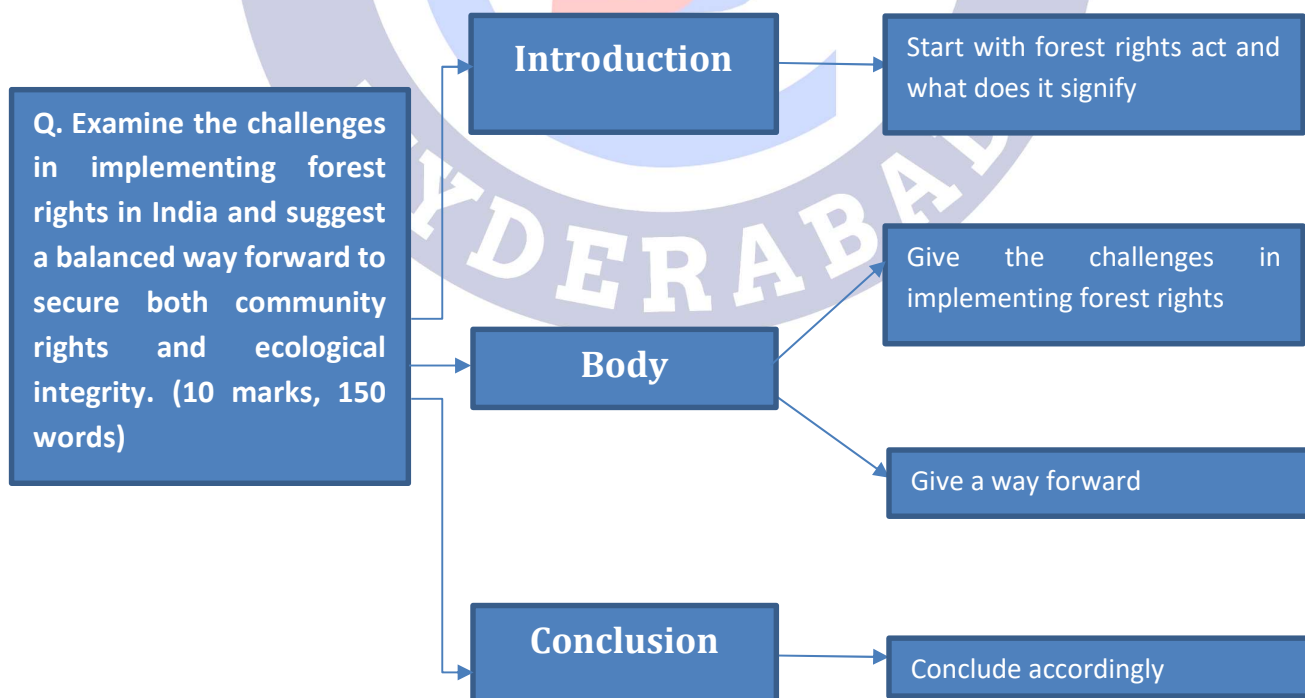 Introduction
Start with forest rights act and
what does it signify
Q. Examine the challenges
in implementing forest
rights in India and suggest
a balanced way forward to
secure both community
rights and ecological
integrity. (10 marks, 150
words)
Body
Give the challenges in
implementing forest rights
Give a way forward
Conclusion
Conclude accordingly